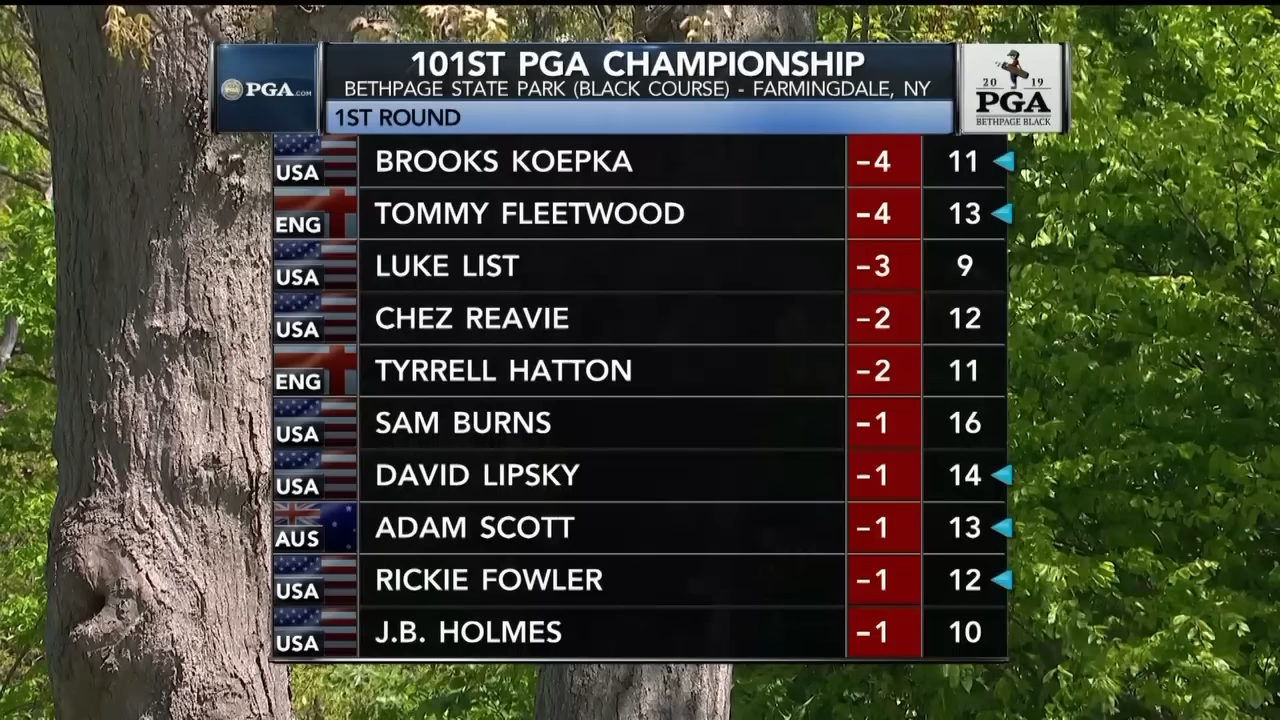 PGA.COM
101ST PGA CHAMPIONSHIP
BETHPAGE STATE PARK (BLACK COURSE) - FARMINGDALE, NY
1ST ROUND
20 19
PGA
BETHPAGE BLACK
USA BROOKS KOEPKA -4 11
ENG TOMMY FLEETWOOD -4 13
USA LUKE LIST -3 9
USA CHEZ REAVIE -2 12
ENG TYRRELL HATTON -2 11
USA SAM BURNS -1 16
USA DAVID LIPSKY -1 14
AUS ADAM SCOTT -1 13
USA RICKIE FOWLER -1 12
USA J.B. HOLMES -1 10